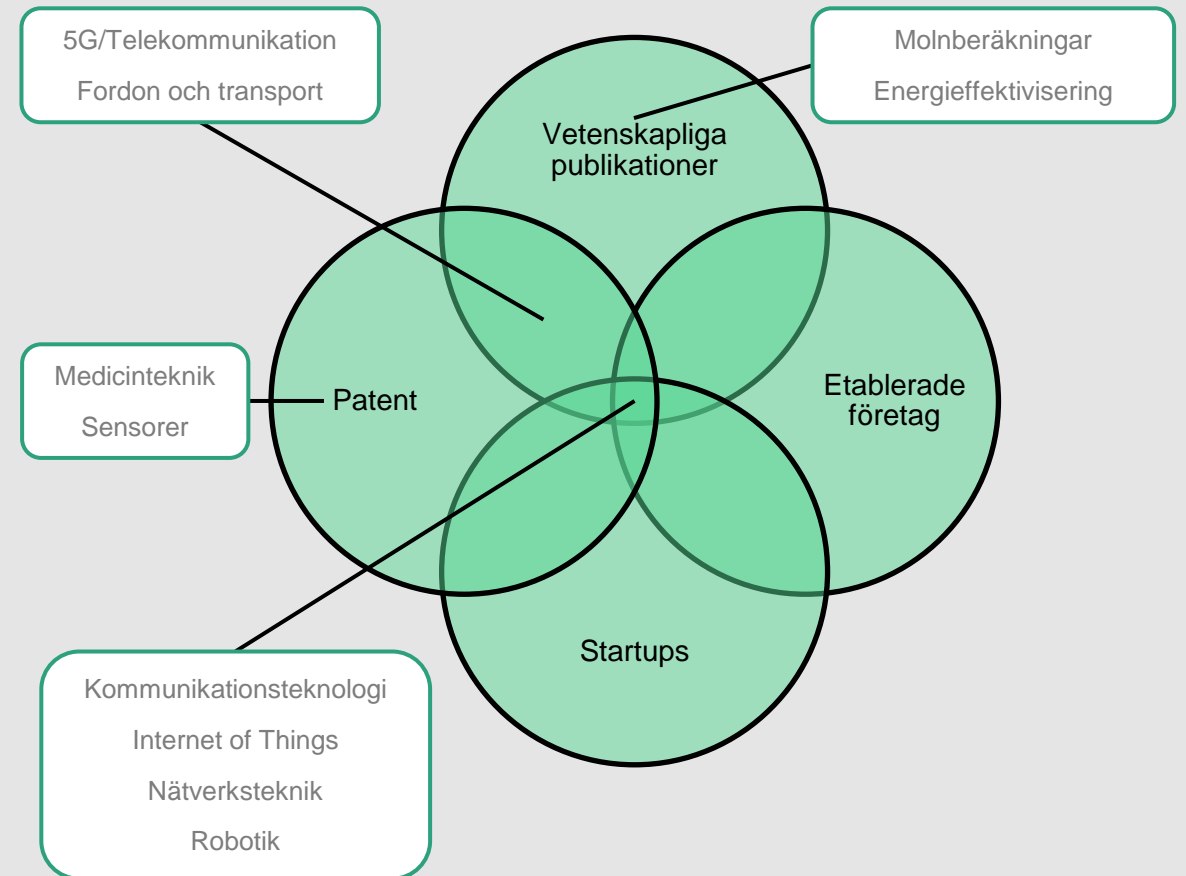 5G/Telekommunikation
Fordon och transport
Molnberäkningar
Energieffektivisering
Vetenskapliga
publikationer
Medicinteknik
Sensorer
Patent
Etablerade
företag
Startups
Kommunikationsteknologi
Internet of Things
Nätverksteknik
Robotik